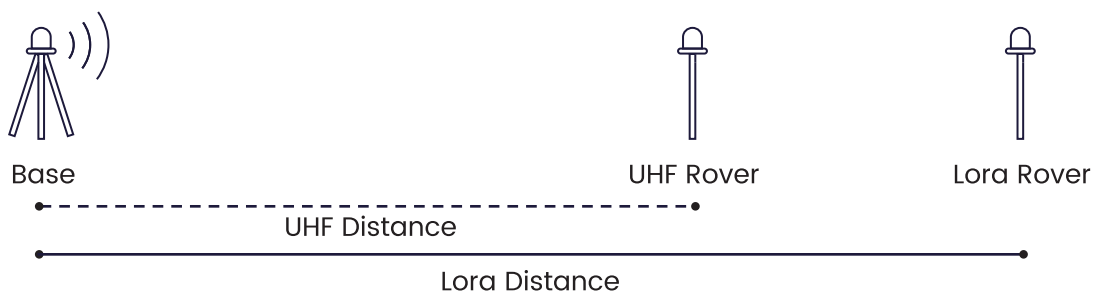 Base
UHF Rover
Lora Rover
UHF Distance
Lora Distance